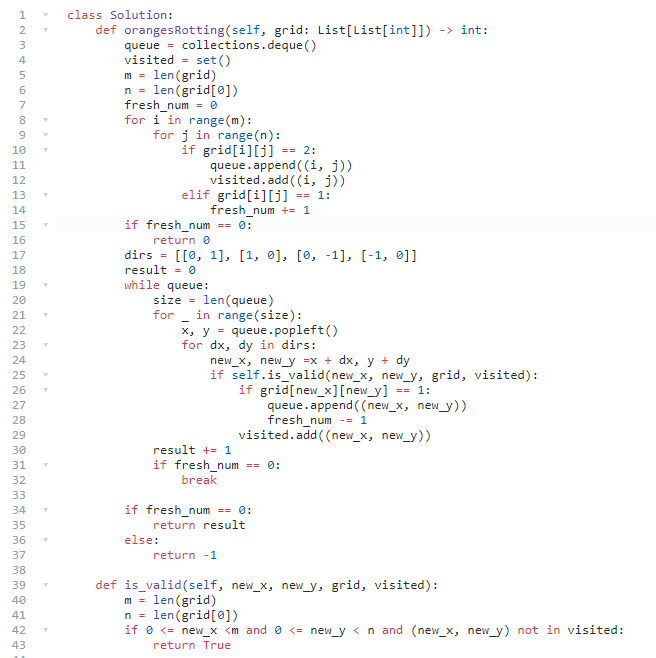 1 class Solution:
2 def orangesRotting(self, grid: List[List[int]]) -> int:
3 queue = collections.deque()
4 visited = set()
5 m = len(grid)
6 n = len(grid[0])
7 fresh_num = 0
8 for i in range(m):
9 for j in range(n):
10 if grid[i][j] == 2:
11 queue.append((i, j))
12 visited.add((i, j))
13 elif grid[i][j] == 1:
14 fresh_num += 1
15 if fresh_num == 0:
16 return 0
17 dirs = [[0, 1], [1, 0], [0, -1], [-1, 0]]
18 result = 0
19 while queue:
20 size = len(queue)
21 for _ in range(size):
22 x, y = queue.popleft()
23 for dx, dy in dirs:
24 new_x, new_y =x + dx, y + dy
25 if self.is_valid(new_x, new_y, grid, visited):
26 if grid[new_x][new_y] == 1:
27 queue.append((new_x, new_y))
28 fresh_num -= 1
29 visited.add((new_x, new_y))
30 result += 1
31 if fresh_num == 0:
32 break
33
34 if fresh_num == 0:
35 return result
36 else:
37 return -1
38
39 def is_valid(self, new_x, new_y, grid, visited):
40 m = len(grid)
41 n = len(grid[0])
42 if 0 <= new_x <m and 0 <= new_y < n and (new_x, new_y) not in visited:
43 return True